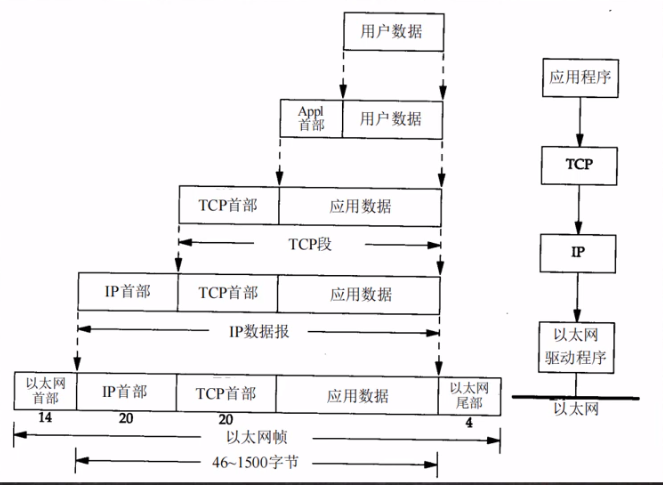 用户数据
Appl
首部
用户数据
应用程序
TCP首部
应用数据
TCP
TCP段
IP首部
TCP首部
应用数据
IP
IP数据报
以太网
驱动程序
以太网
首部
IP首部
TCP首部
应用数据
以太网
尾部
以太网
14
20
20
4
以太网帧
46~1500字节